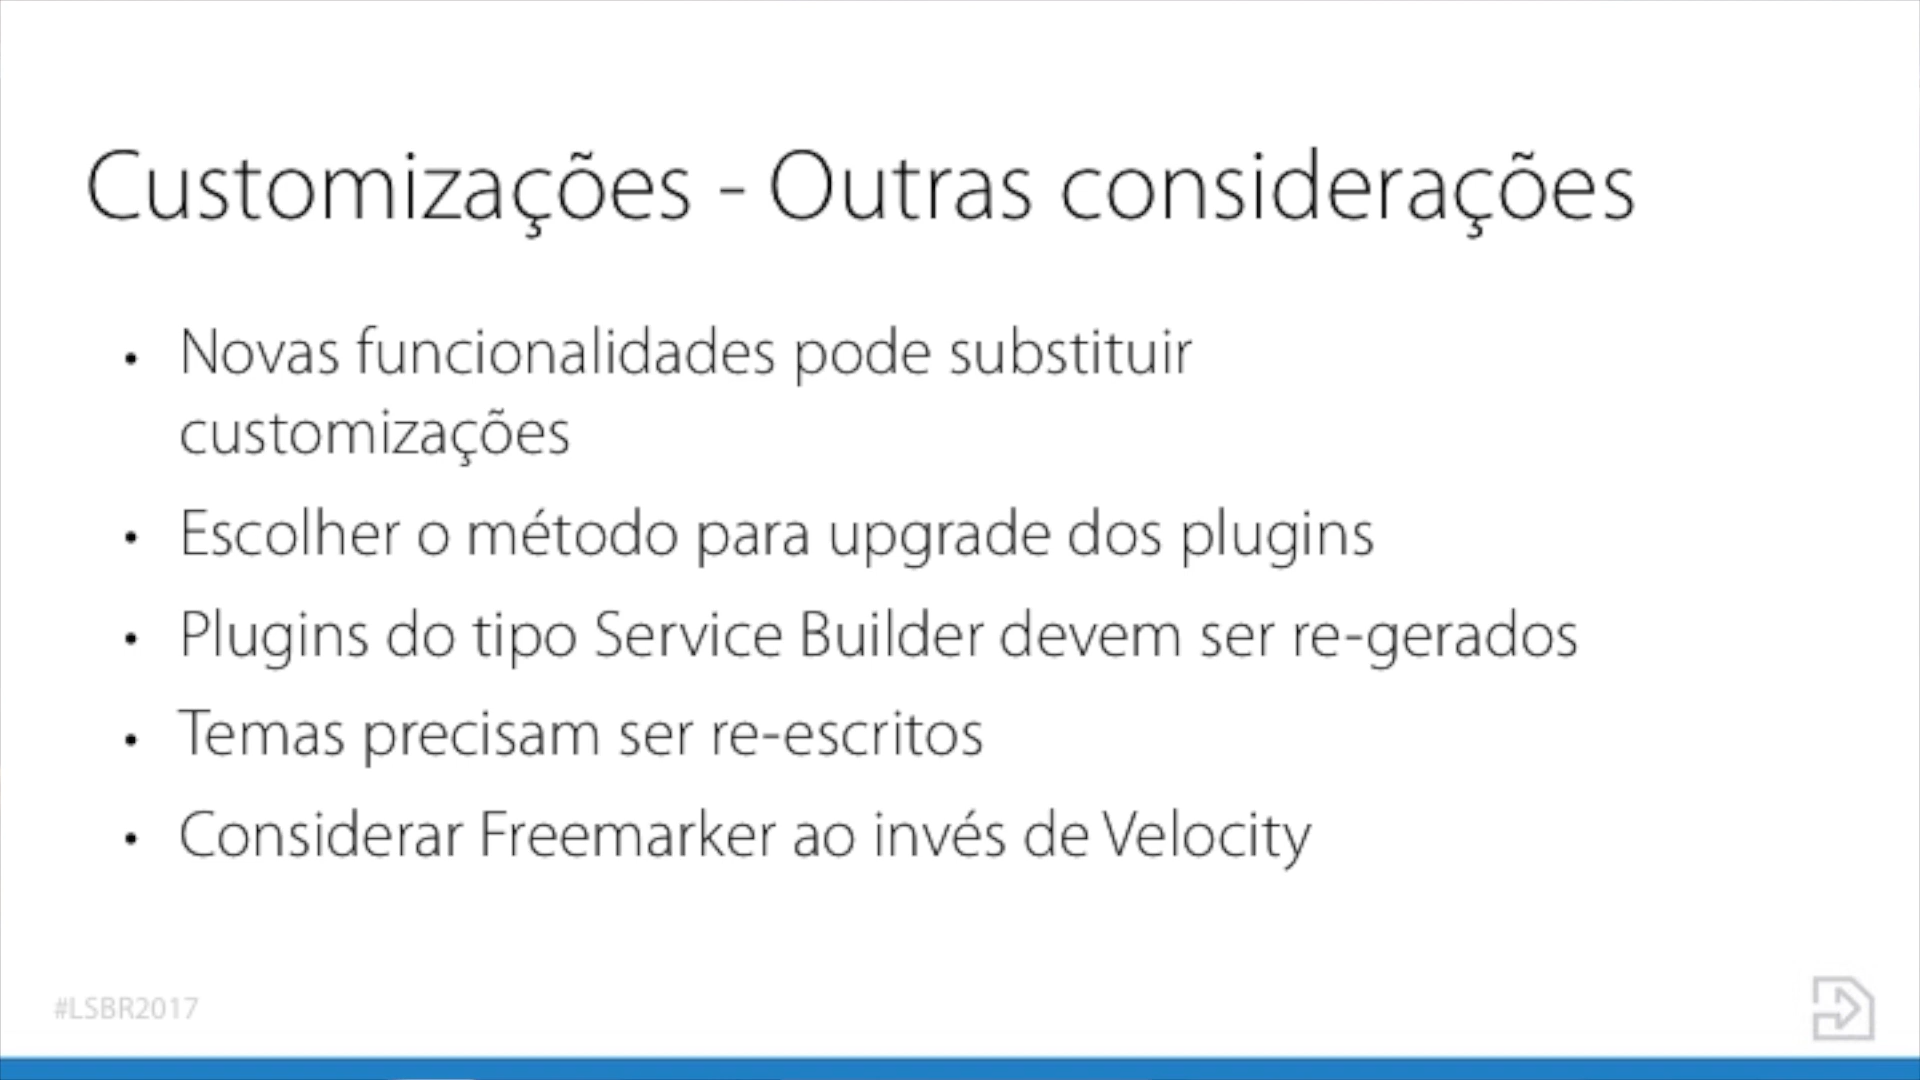 Customizações - Outras considerações
• Novas funcionalidades pode substituir
customizações
• Escolher o método para upgrade dos plugins
• Plugins do tipo Service Builder devem ser re-gerados
• Temas precisam ser re-escritos
• Considerar Freemarker ao invés de Velocity
#LSBR2017